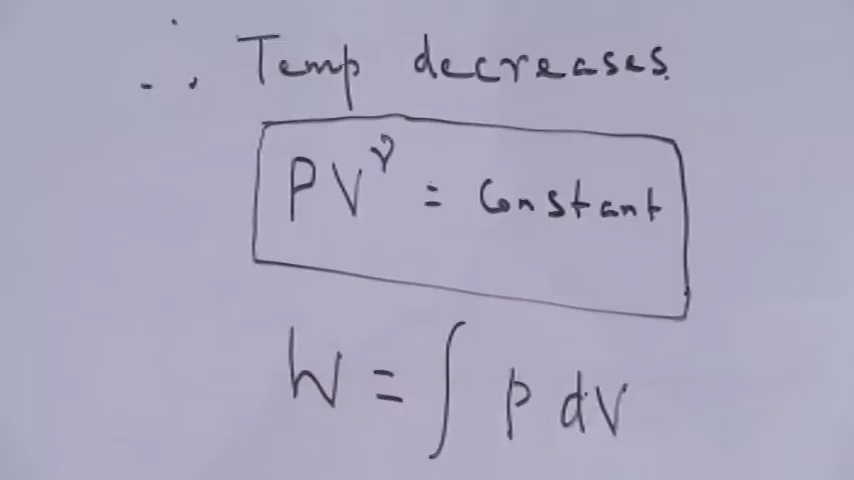 ∴ Temp decreases.
PV^γ = Constant
W = ∫ P dV